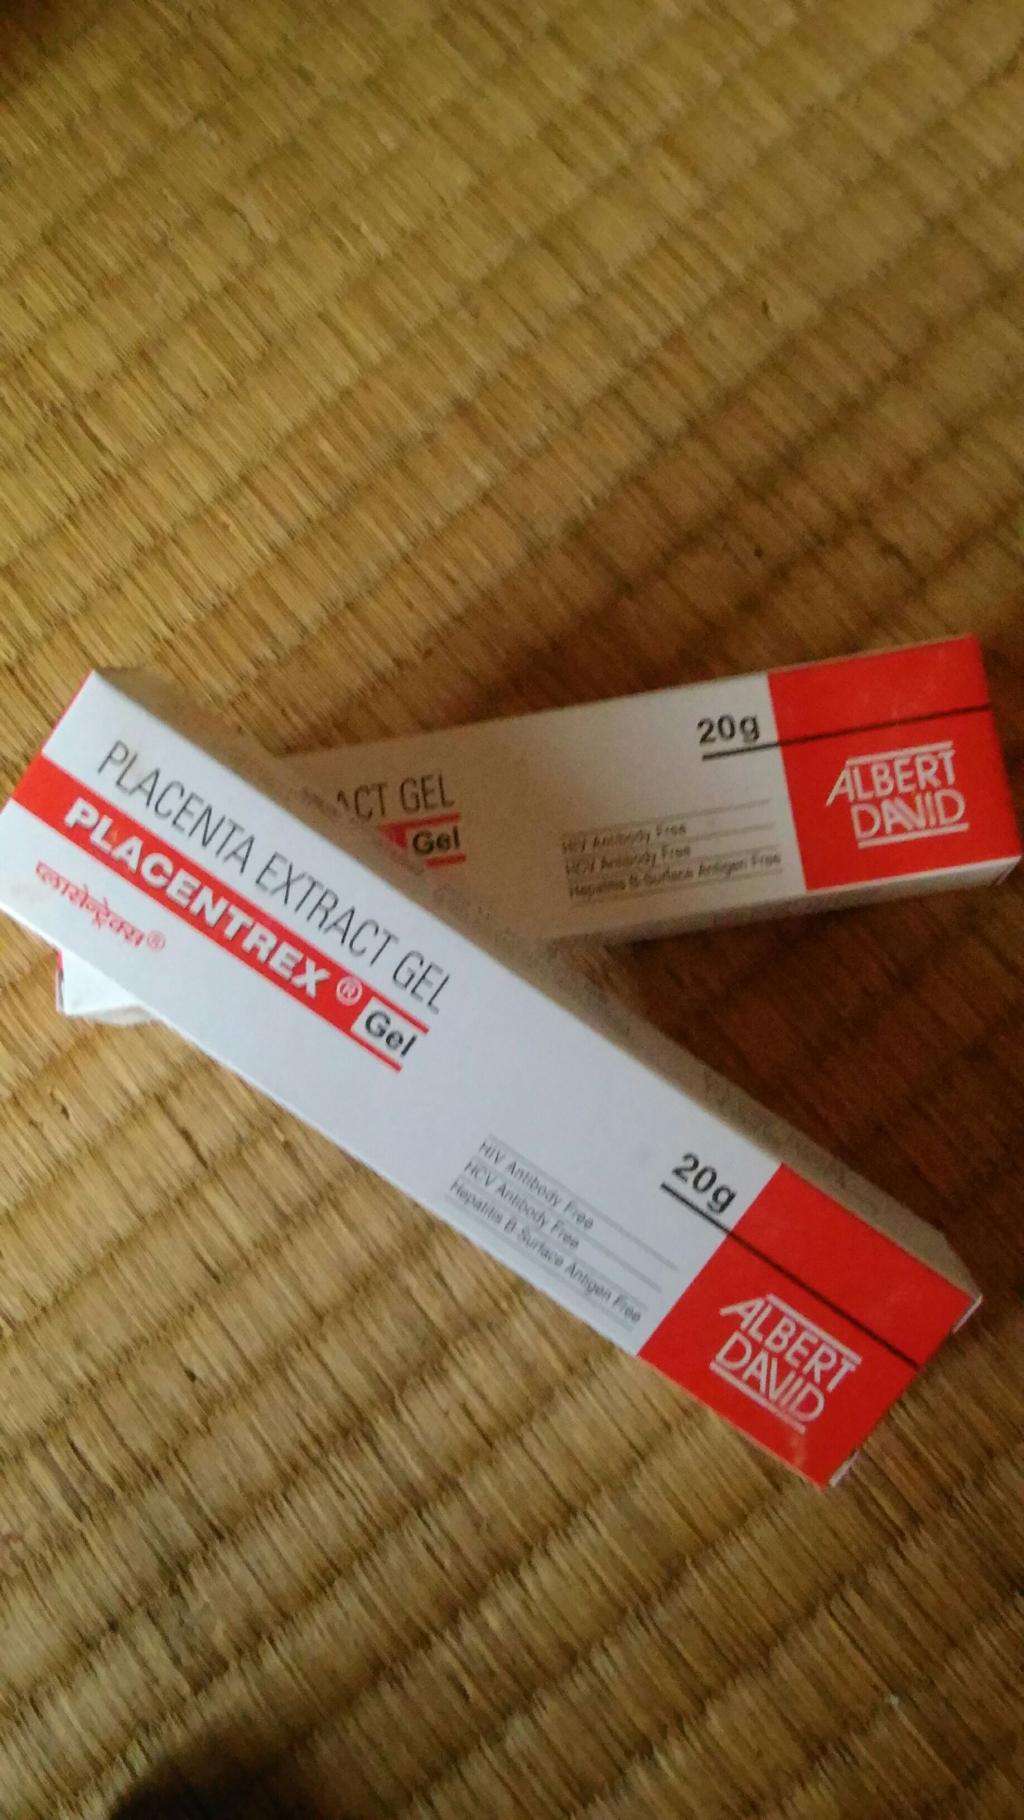 PLACENTA EXTRACT GEL
PLACENTREX® Gel
प्लासेन्ट्रेक्स®
HIV Antibody Free
HCV Antibody Free
Hepatitis B-Surface Antigen Free
20g
ALBERT
DAVID
ACT GEL
Gel
HIV Antibody Free
HCV Antibody Free
Hepatitis B-Surface Antigen Free
20g
ALBERT
DAVID